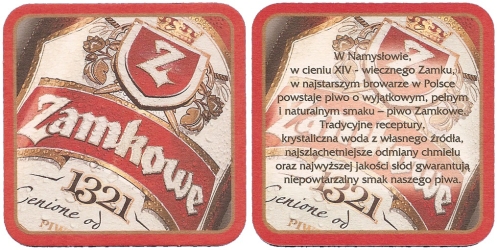 Z
Zamkowe
1321
Cenione od
PIW
W Namysłowie,
w cieniu XIV - wiecznego Zamku,
w najstarszym browarze w Polsce
powstaje piwo o wyjątkowym, pełnym
i naturalnym smaku – piwo Zamkowe.
Tradycyjne receptury,
krystaliczna woda z własnego źródła,
najszlachetniejsze odmiany chmielu
oraz najwyższej jakości słód gwarantują
niepowtarzalny smak naszego piwa.